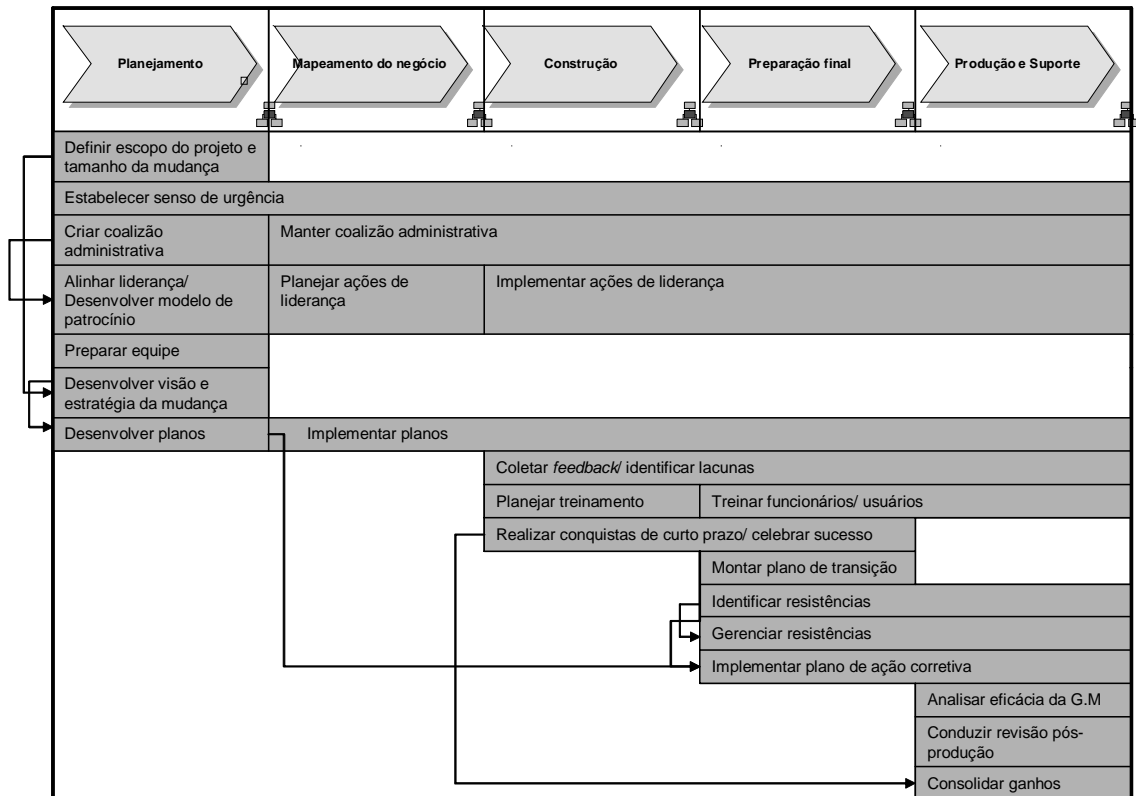 Planejamento
Mapeamento do negócio
Construção
Preparação final
Produção e Suporte
Definir escopo do projeto e
tamanho da mudança
Estabelecer senso de urgência
Criar coalizão
administrativa
Manter coalizão administrativa
Alinhar liderança/
Desenvolver modelo de
patrocínio
Planejar ações de
liderança
Implementar ações de liderança
Preparar equipe
Desenvolver visão e
estratégia da mudança
Desenvolver planos
Implementar planos
Coletar feedback/ identificar lacunas
Planejar treinamento
Treinar funcionários/ usuários
Realizar conquistas de curto prazo/ celebrar sucesso
Montar plano de transição
Identificar resistências
Gerenciar resistências
Implementar plano de ação corretiva
Analisar eficácia da G.M
Conduzir revisão pós-
produção
Consolidar ganhos